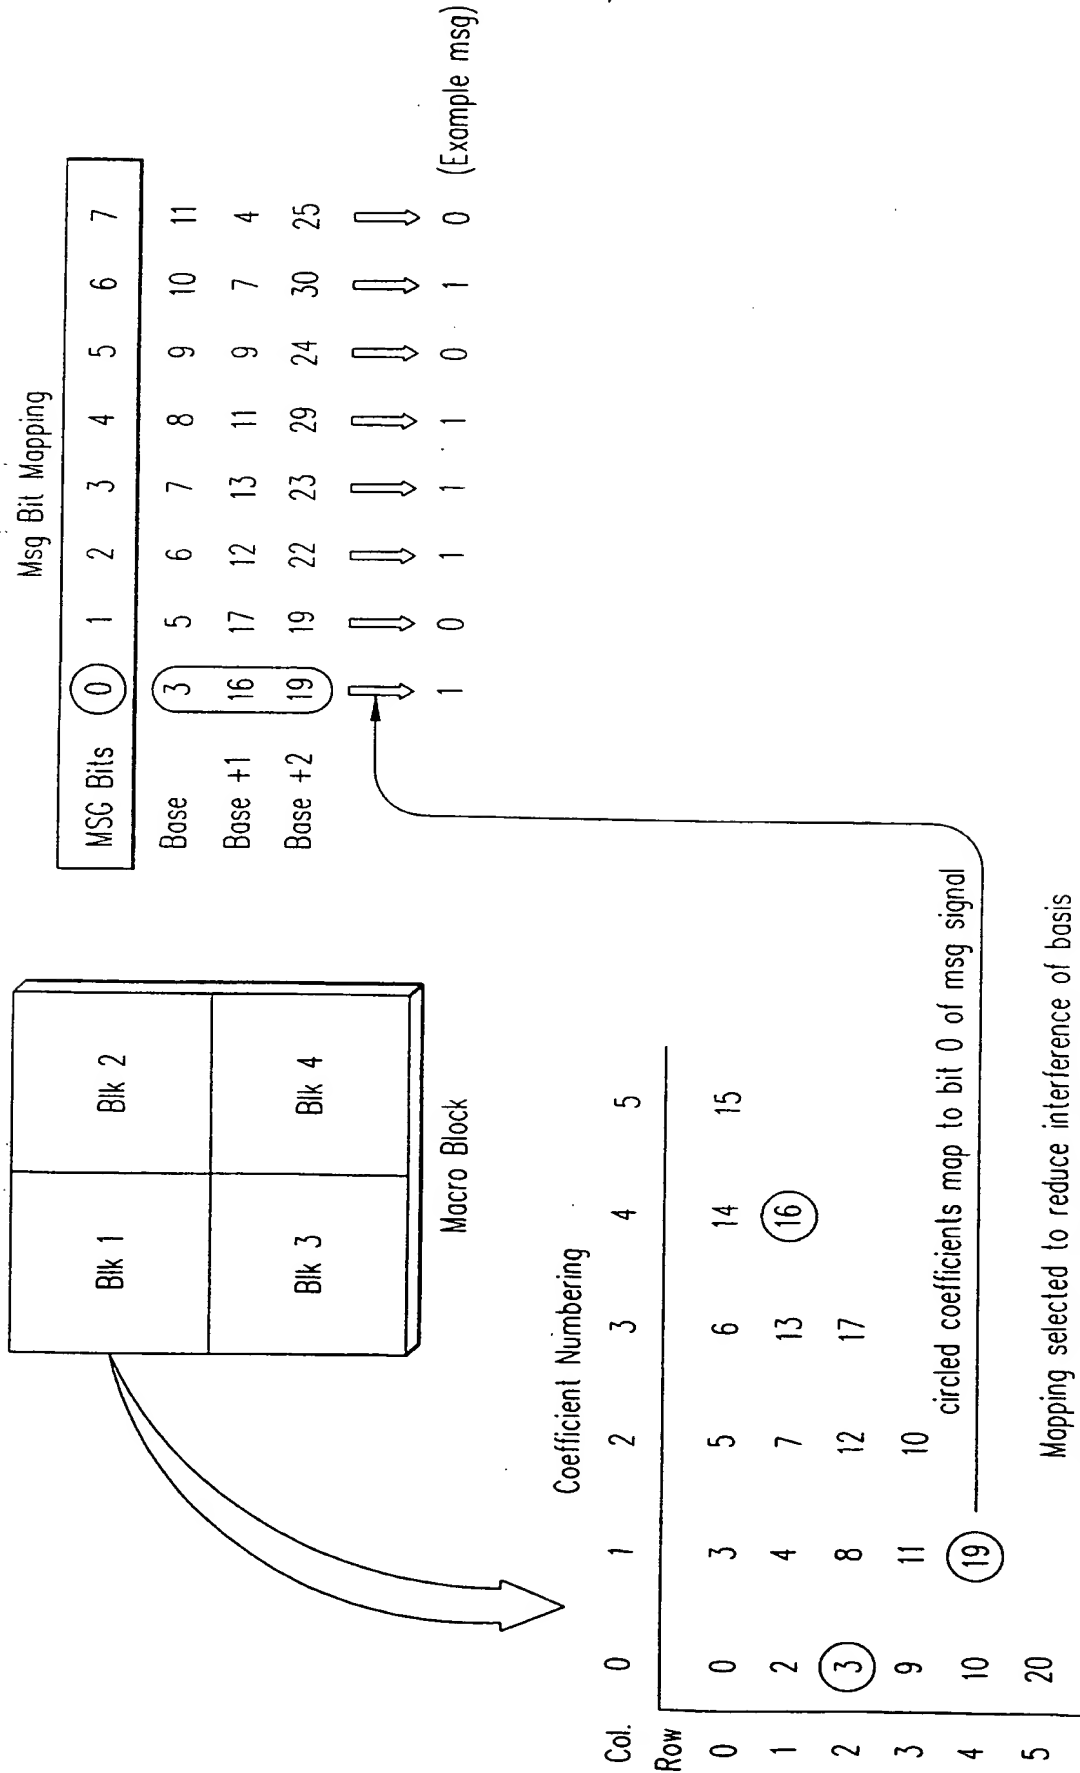 Msg Bit Mapping
MSG Bits 0 1 2 3 4 5 6 7
Base 3 5 6 7 8 9 10 11
Base +1 16 17 12 13 11 9 7 4
Base +2 19 19 22 23 29 24 30 25
1 0 1 1 1 0 1 0 (Example msg)
Blk 1 Blk 2
Blk 3 Blk 4
Macro Block
Coefficient Numbering
Col. 0 1 2 3 4 5
Row
0 0 3 5 6 14 15
1 2 4 7 13 16
2 3 8 12 17
3 9 11 10
circled coefficients map to bit 0 of msg signal
4 10 19
5 20
Mapping selected to reduce interference of basis